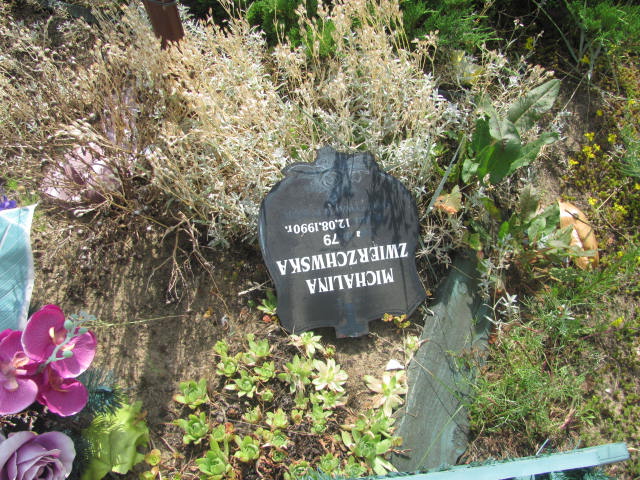 MICHALINA
ZWIERZCHWSKA
79
12.08.1990r.